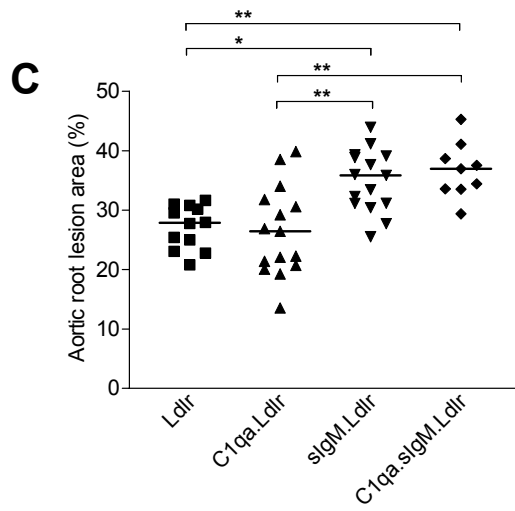 **
*
C
**
**
50
40
30
20
10
0
Aortic root lesion area (%)
Ldlr
C1qa.Ldlr
sIgM.Ldlr
C1qa.sIgM.Ldlr